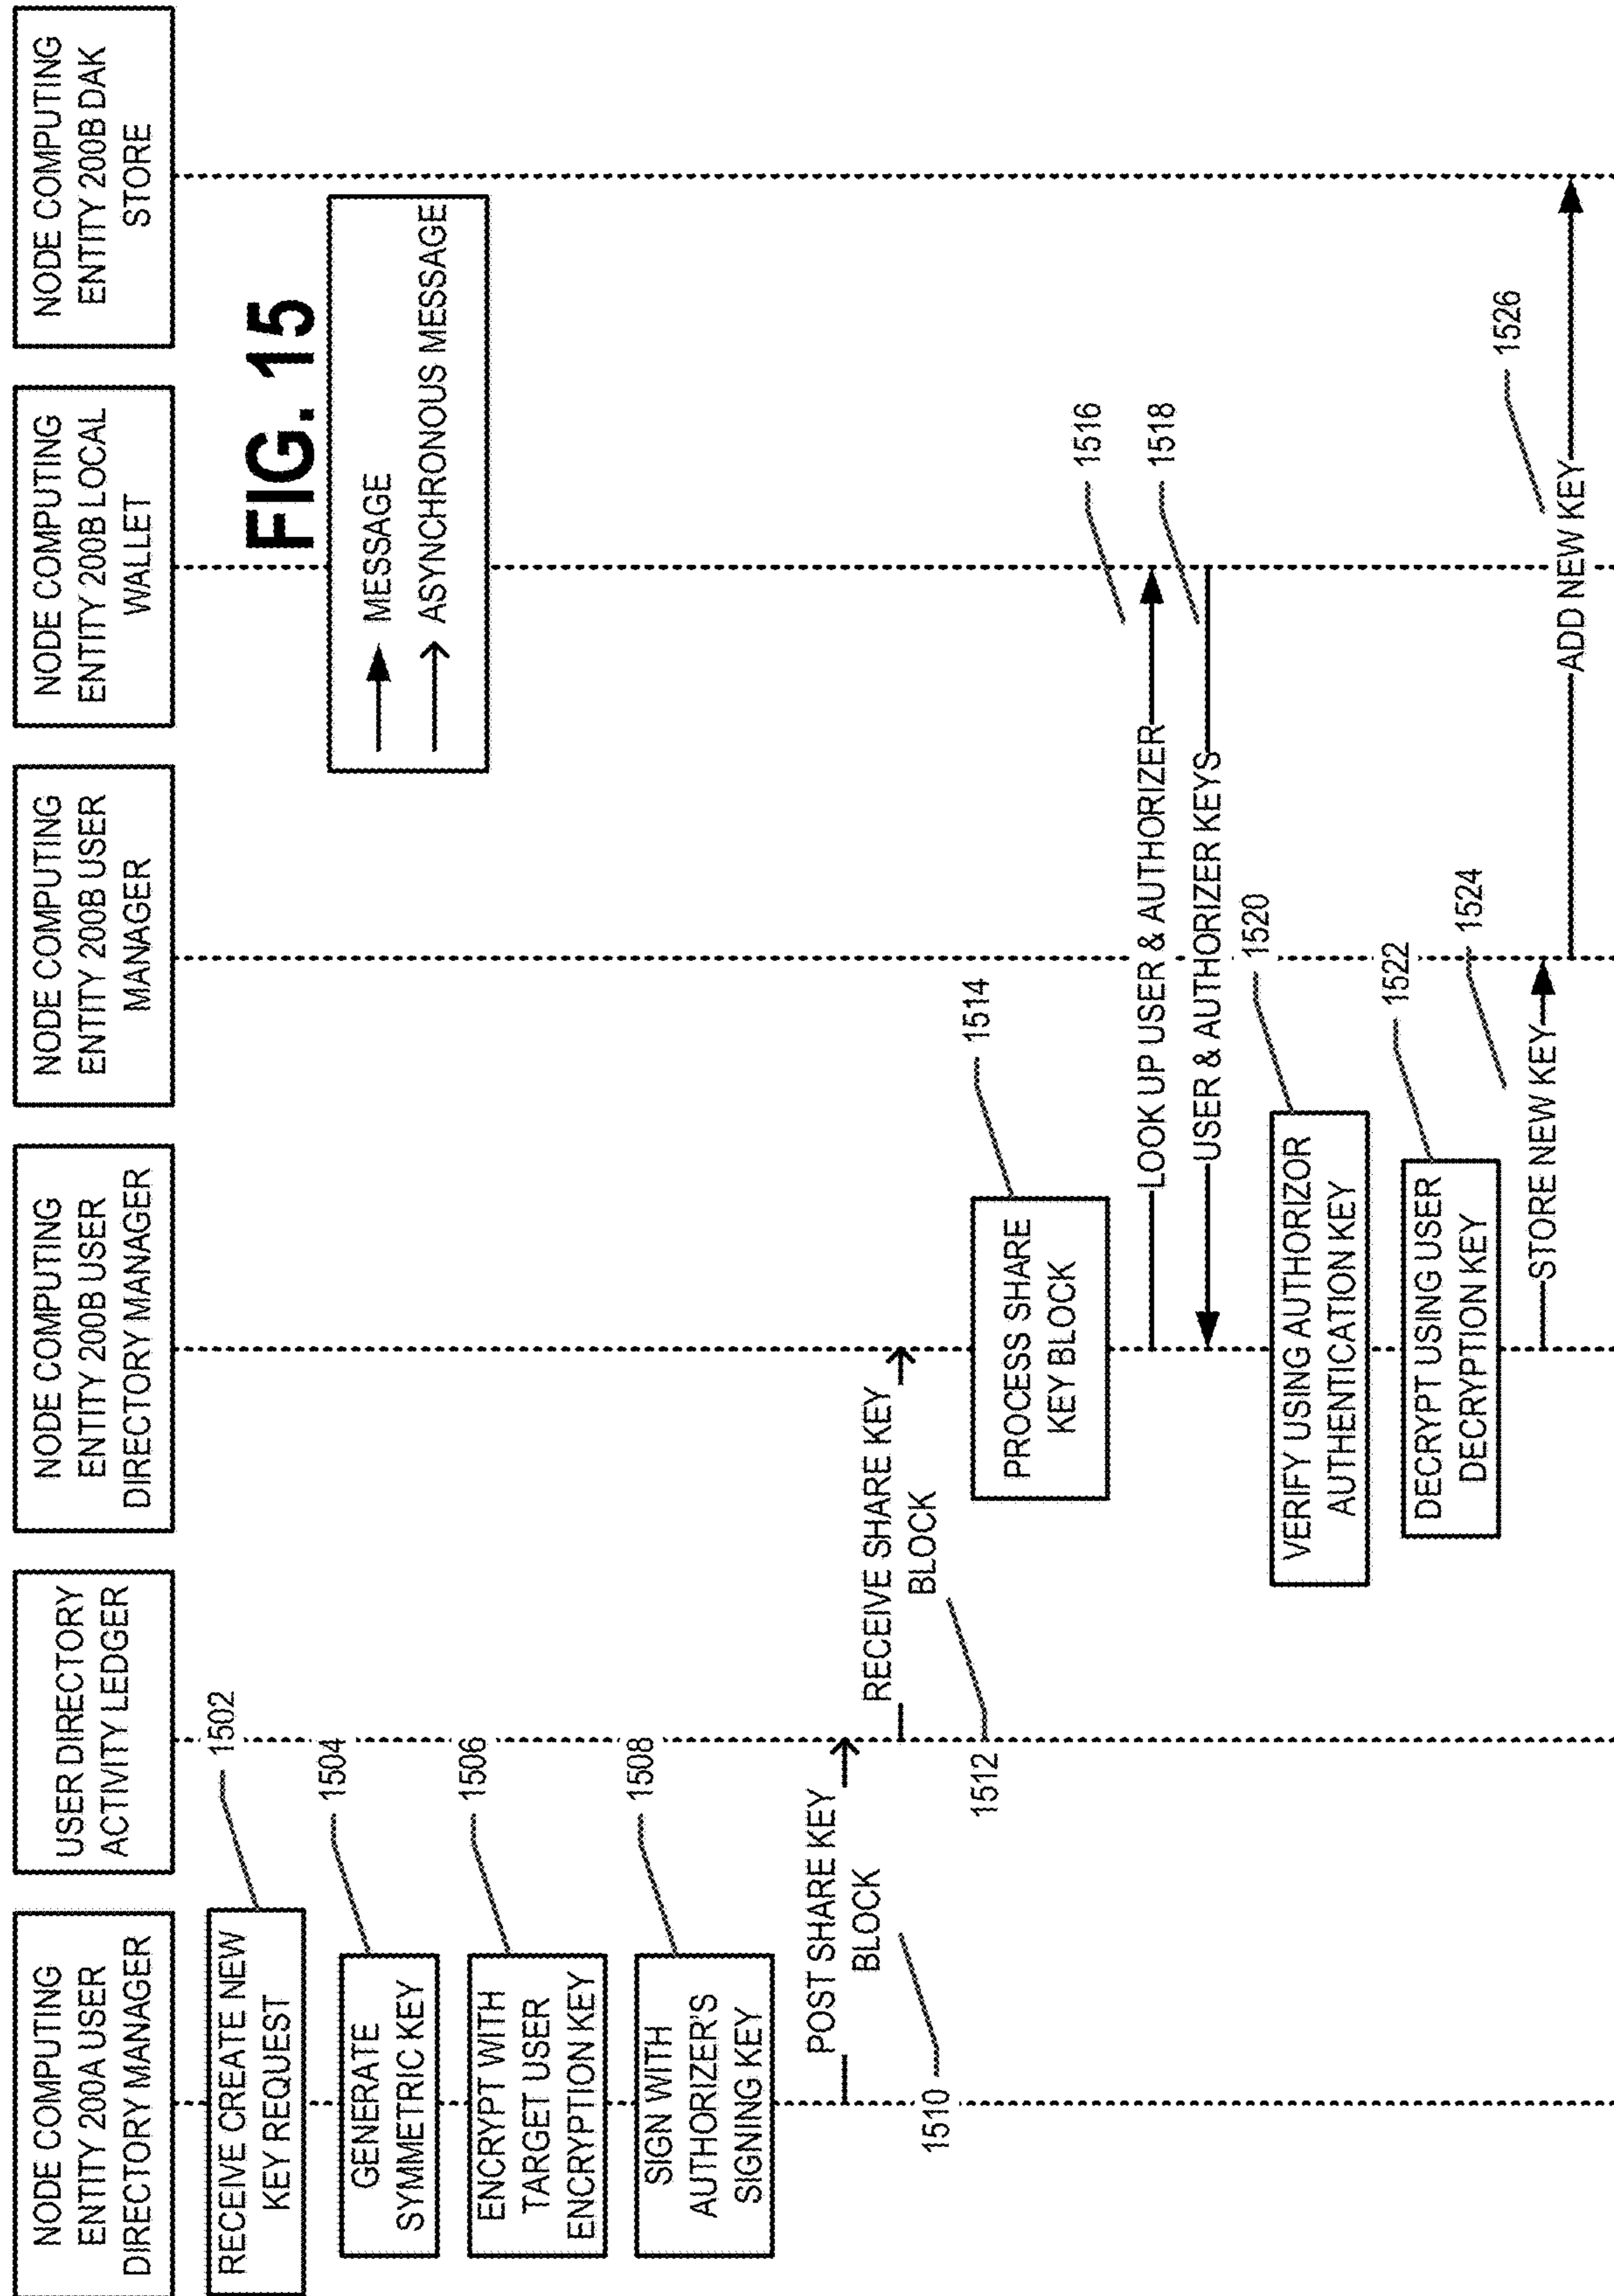 NODE COMPUTING
ENTITY 200A USER
DIRECTORY MANAGER
USER DIRECTORY
ACTIVITY LEDGER
NODE COMPUTING
ENTITY 200B USER
DIRECTORY MANAGER
NODE COMPUTING
ENTITY 200B USER
MANAGER
NODE COMPUTING
ENTITY 200B LOCAL
WALLET
NODE COMPUTING
ENTITY 200B DAK
STORE
FIG. 15
MESSAGE
ASYNCHRONOUS MESSAGE
RECEIVE CREATE NEW
KEY REQUEST
1502
GENERATE
SYMMETRIC KEY
1504
ENCRYPT WITH
TARGET USER
ENCRYPTION KEY
1506
SIGN WITH
AUTHORIZER'S
SIGNING KEY
1508
POST SHARE KEY
BLOCK
1510
RECEIVE SHARE KEY
BLOCK
1512
PROCESS SHARE
KEY BLOCK
1514
LOOK UP USER & AUTHORIZER
1516
USER & AUTHORIZER KEYS
1518
VERIFY USING AUTHORIZOR
AUTHENTICATION KEY
1520
DECRYPT USING USER
DECRYPTION KEY
1522
STORE NEW KEY
1524
ADD NEW KEY
1526